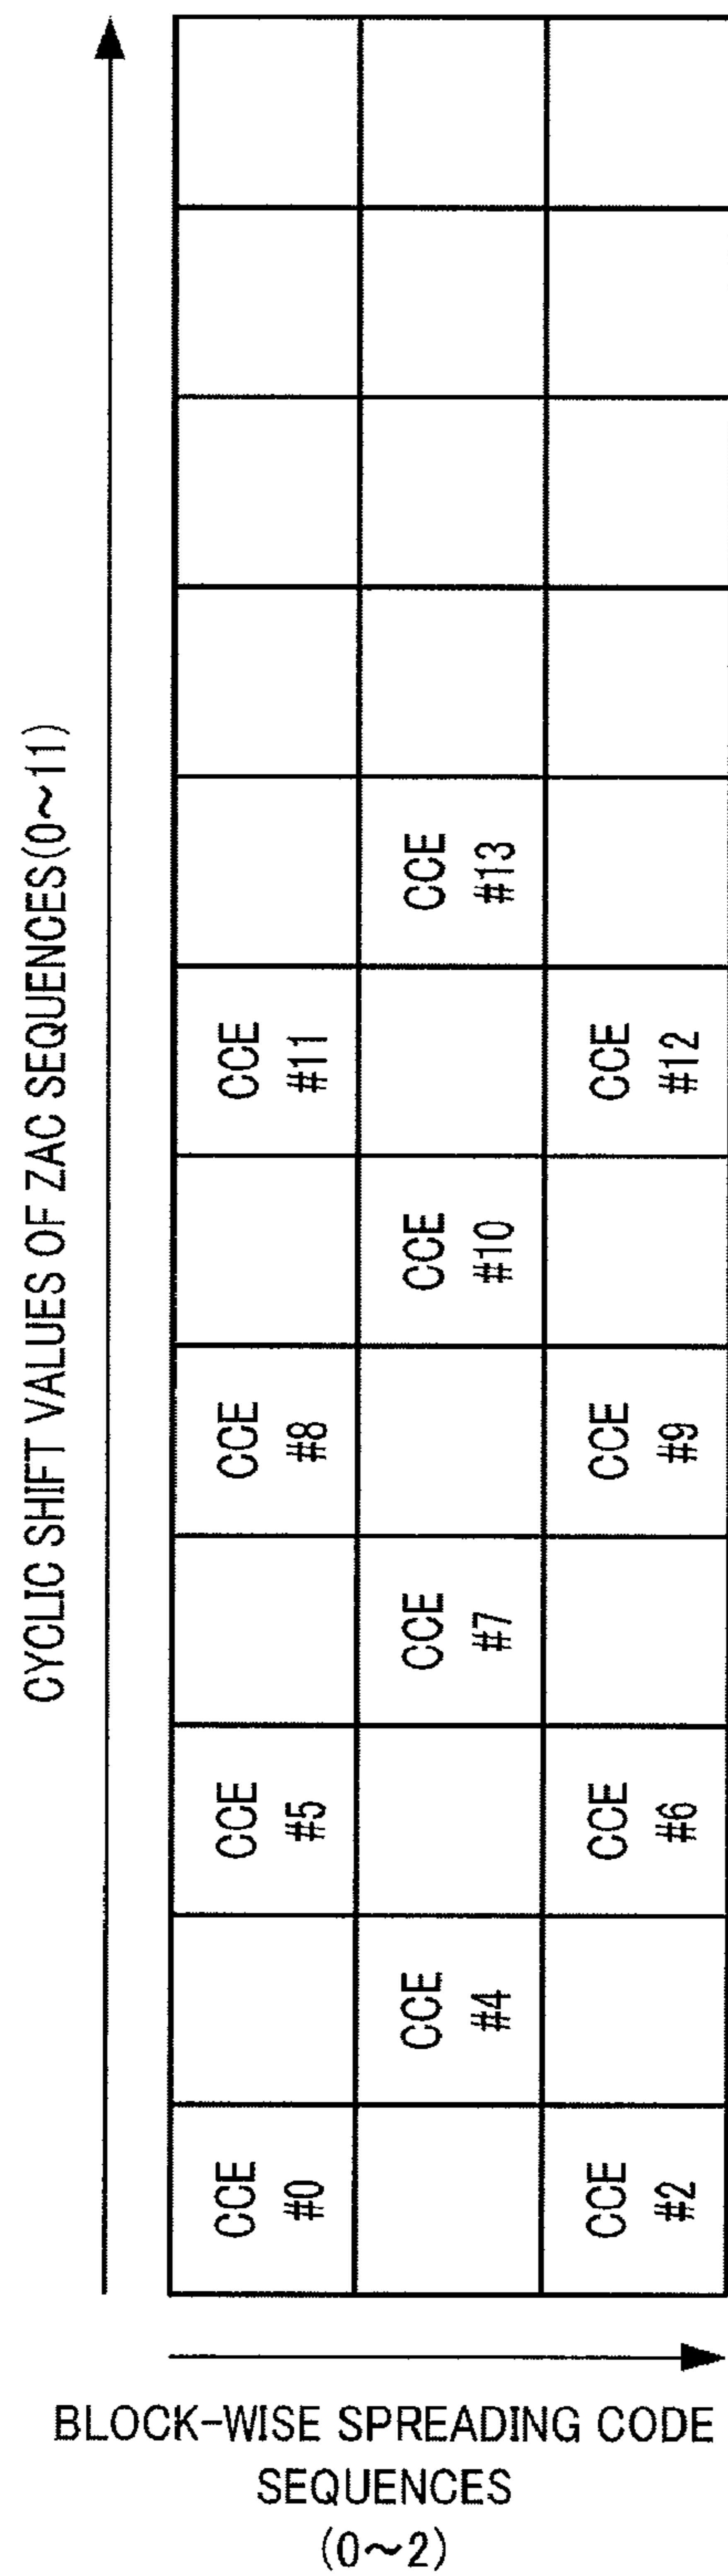 CYCLIC SHIFT VALUES OF ZAC SEQUENCES(0~11)
CCE
#13
CCE
#11
CCE
#12
CCE
#10
CCE
#8
CCE
#9
CCE
#7
CCE
#5
CCE
#6
CCE
#4
CCE
#0
CCE
#2
BLOCK-WISE SPREADING CODE
SEQUENCES
(0~2)